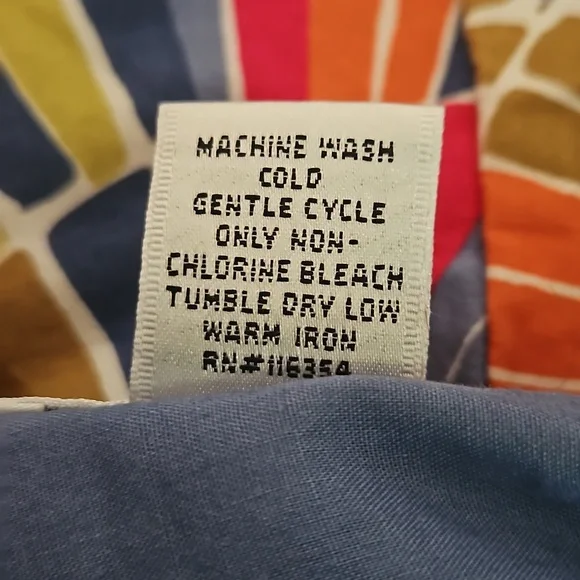 MACHINE WASH
COLD
GENTLE CYCLE
ONLY NON-
CHLORINE BLEACH
TUMBLE DRY LOW
WARM IRON
RN#116354